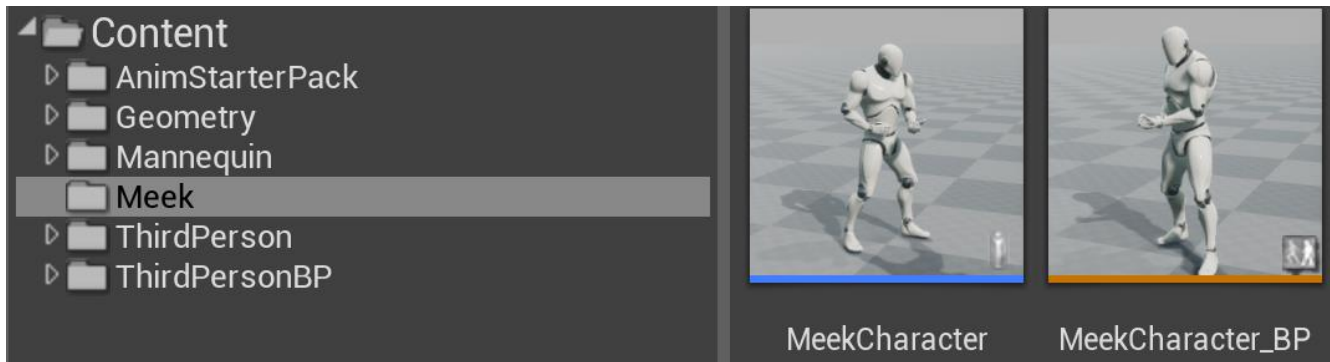 Content
AnimStarterPack
Geometry
Mannequin
Meek
ThirdPerson
ThirdPersonBP
MeekCharacter
MeekCharacter_BP